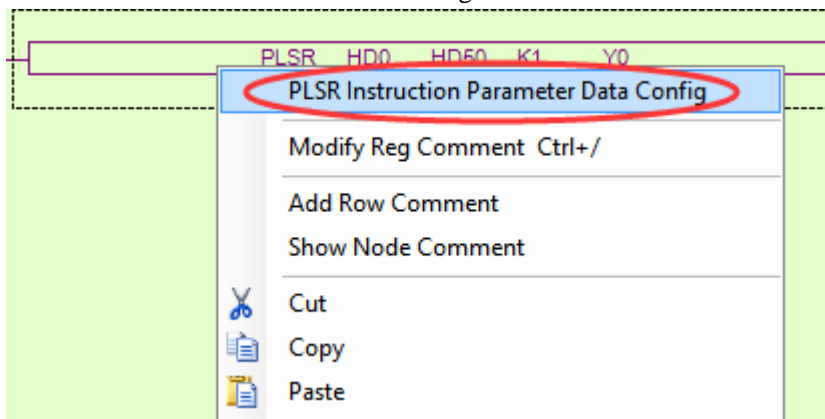 PLSR HD0 HD50 K1 Y0
PLSR Instruction Parameter Data Config
Modify Reg Comment Ctrl+/
Add Row Comment
Show Node Comment
Cut
Copy
Paste